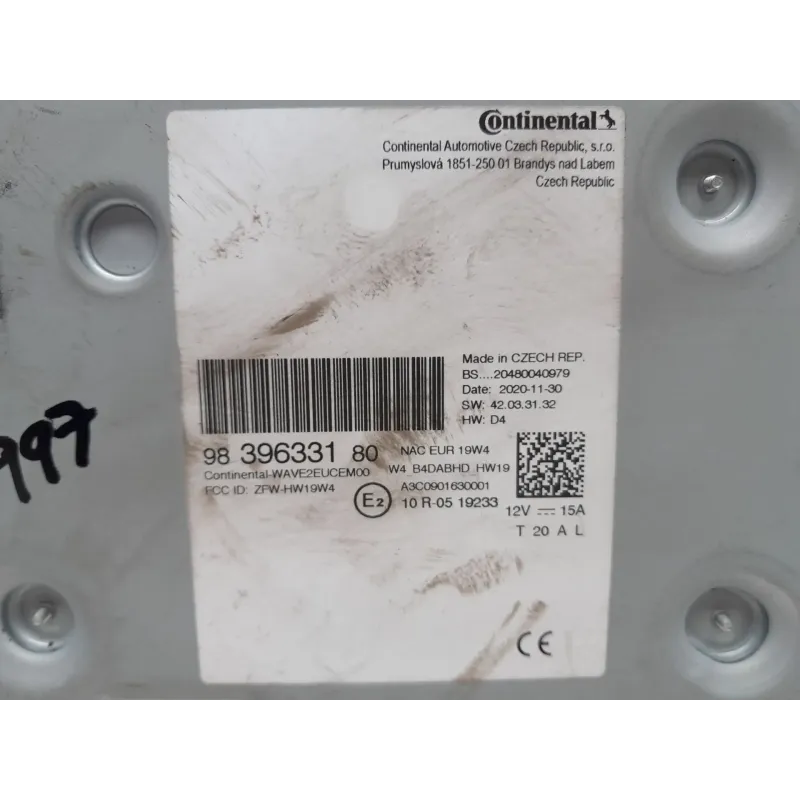 Continental
Continental Automotive Czech Republic, s.r.o.
Prumyslová 1851-250 01 Brandys nad Labem
Czech Republic
Made in CZECH REP.
BS....20480040979
Date: 2020-11-30
SW: 42.03.31.32
HW: D4
98 396331 80
NAC EUR 19W4
Continental-WAVE2EUCEM00
W4_B4DABHD_HW19
FCC ID: ZFW-HW19W4
A3C0901630001
E2
10 R-05 19233
12V ⎓ 15A
T 20 A L
CE
997